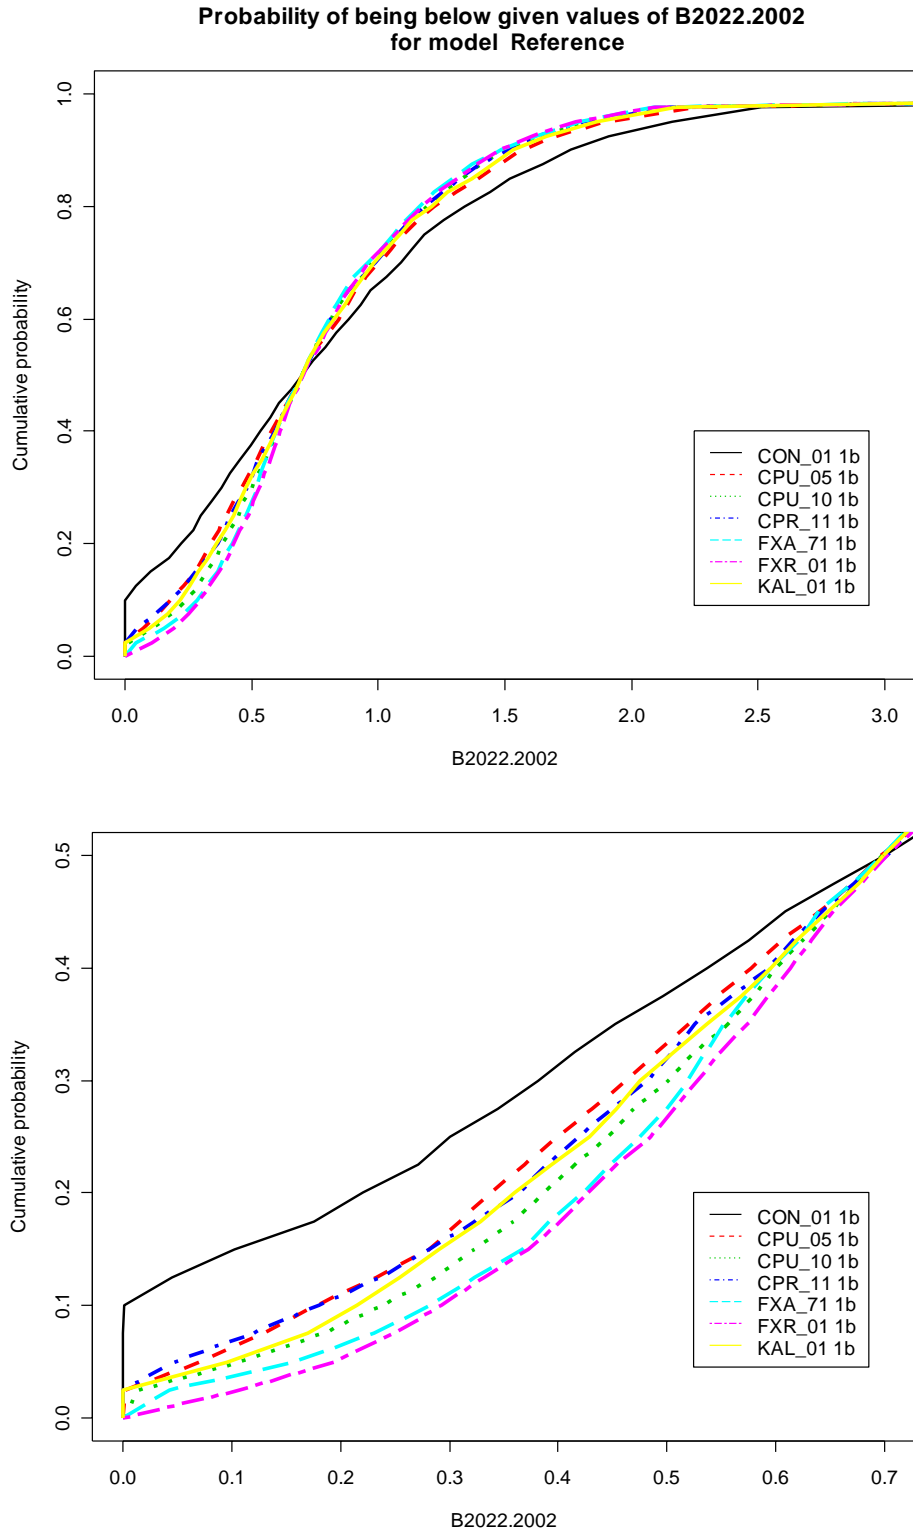 Probability of being below given values of B2022.2002
for model Reference
1.0
0.8
0.6
0.4
0.2
0.0
Cumulative probability
CON_01 1b
CPU_05 1b
CPU_10 1b
CPR_11 1b
FXA_71 1b
FXR_01 1b
KAL_01 1b
0.0 0.5 1.0 1.5 2.0 2.5 3.0
B2022.2002
0.5
0.4
0.3
0.2
0.1
0.0
Cumulative probability
CON_01 1b
CPU_05 1b
CPU_10 1b
CPR_11 1b
FXA_71 1b
FXR_01 1b
KAL_01 1b
0.0 0.1 0.2 0.3 0.4 0.5 0.6 0.7
B2022.2002